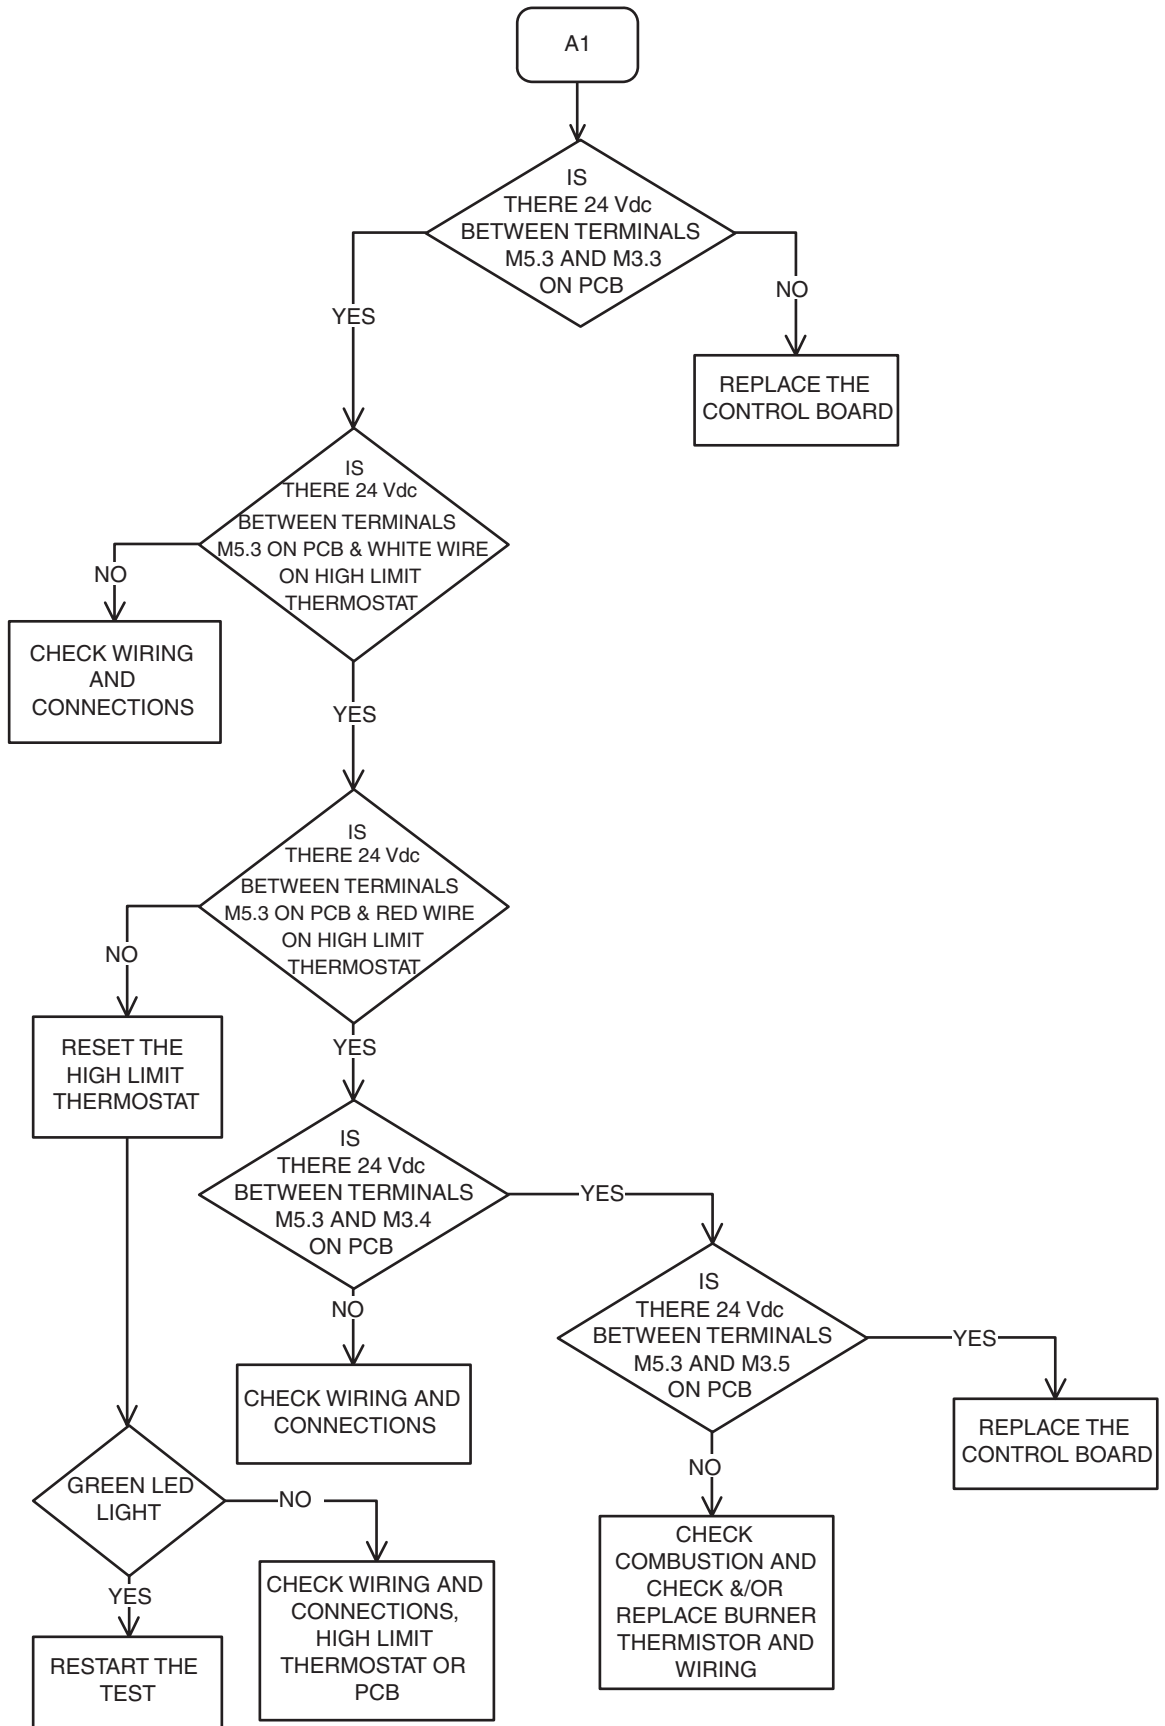 A1
IS
THERE 24 Vdc
BETWEEN TERMINALS
M5.3 AND M3.3
ON PCB
NO
YES
REPLACE THE
CONTROL BOARD
IS
THERE 24 Vdc
BETWEEN TERMINALS
M5.3 ON PCB & WHITE WIRE
ON HIGH LIMIT
THERMOSTAT
NO
CHECK WIRING
AND
CONNECTIONS
YES
IS
THERE 24 Vdc
BETWEEN TERMINALS
M5.3 ON PCB & RED WIRE
ON HIGH LIMIT
THERMOSTAT
NO
RESET THE
HIGH LIMIT
THERMOSTAT
YES
IS
THERE 24 Vdc
BETWEEN TERMINALS
M5.3 AND M3.4
ON PCB
YES
NO
CHECK WIRING AND
CONNECTIONS
IS
THERE 24 Vdc
BETWEEN TERMINALS
M5.3 AND M3.5
ON PCB
YES
REPLACE THE
CONTROL BOARD
NO
CHECK
COMBUSTION AND
CHECK &/OR
REPLACE BURNER
THERMISTOR AND
WIRING
GREEN LED
LIGHT
NO
CHECK WIRING AND
CONNECTIONS,
HIGH LIMIT
THERMOSTAT OR
PCB
YES
RESTART THE
TEST